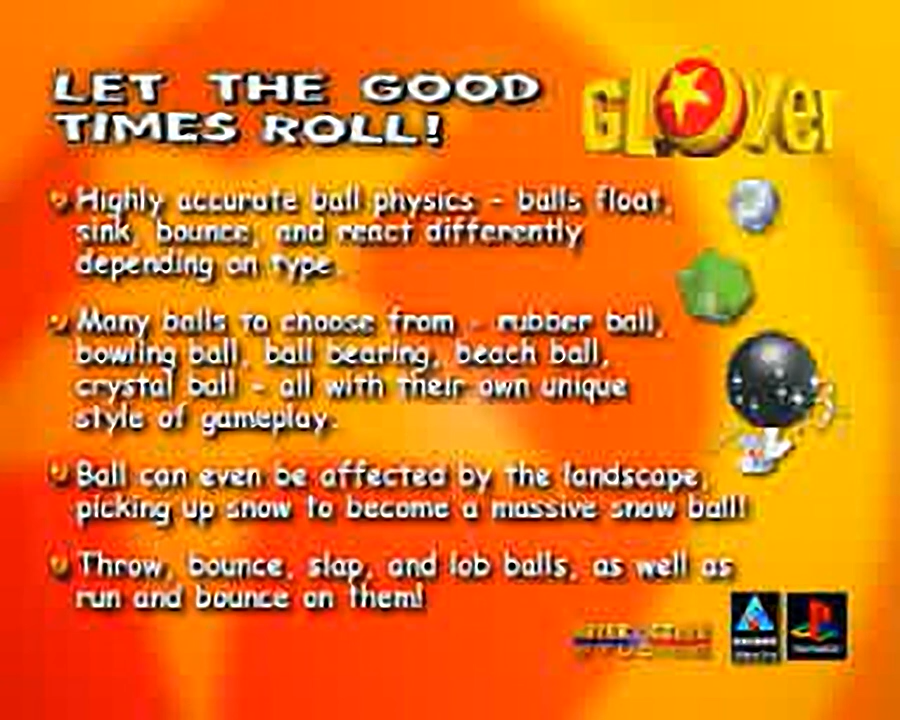 LET THE GOOD
TIMES ROLL!
GLover
Highly accurate ball physics - balls float,
sink, bounce, and react differently
depending on type.
Many balls to choose from - rubber ball,
bowling ball, ball bearing, beach ball,
crystal ball - all with their own unique
style of gameplay.
Ball can even be affected by the landscape,
picking up snow to become a massive snow ball!
Throw, bounce, slap, and lob balls, as well as
run and bounce on them!